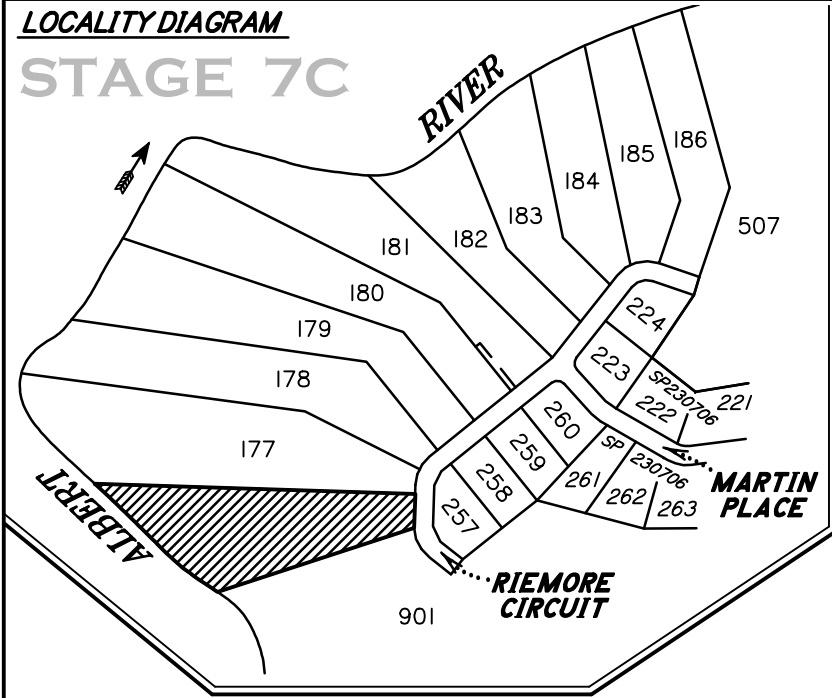 LOCALITY DIAGRAM
STAGE 7C
RIVER
186
185
184
183
182
181
180
179
178
177
507
224
223
SP230706
222
221
260
259
258
257
SP 230706
261
262
263
MARTIN
PLACE
ALBERT
RIEMORE
CIRCUIT
901